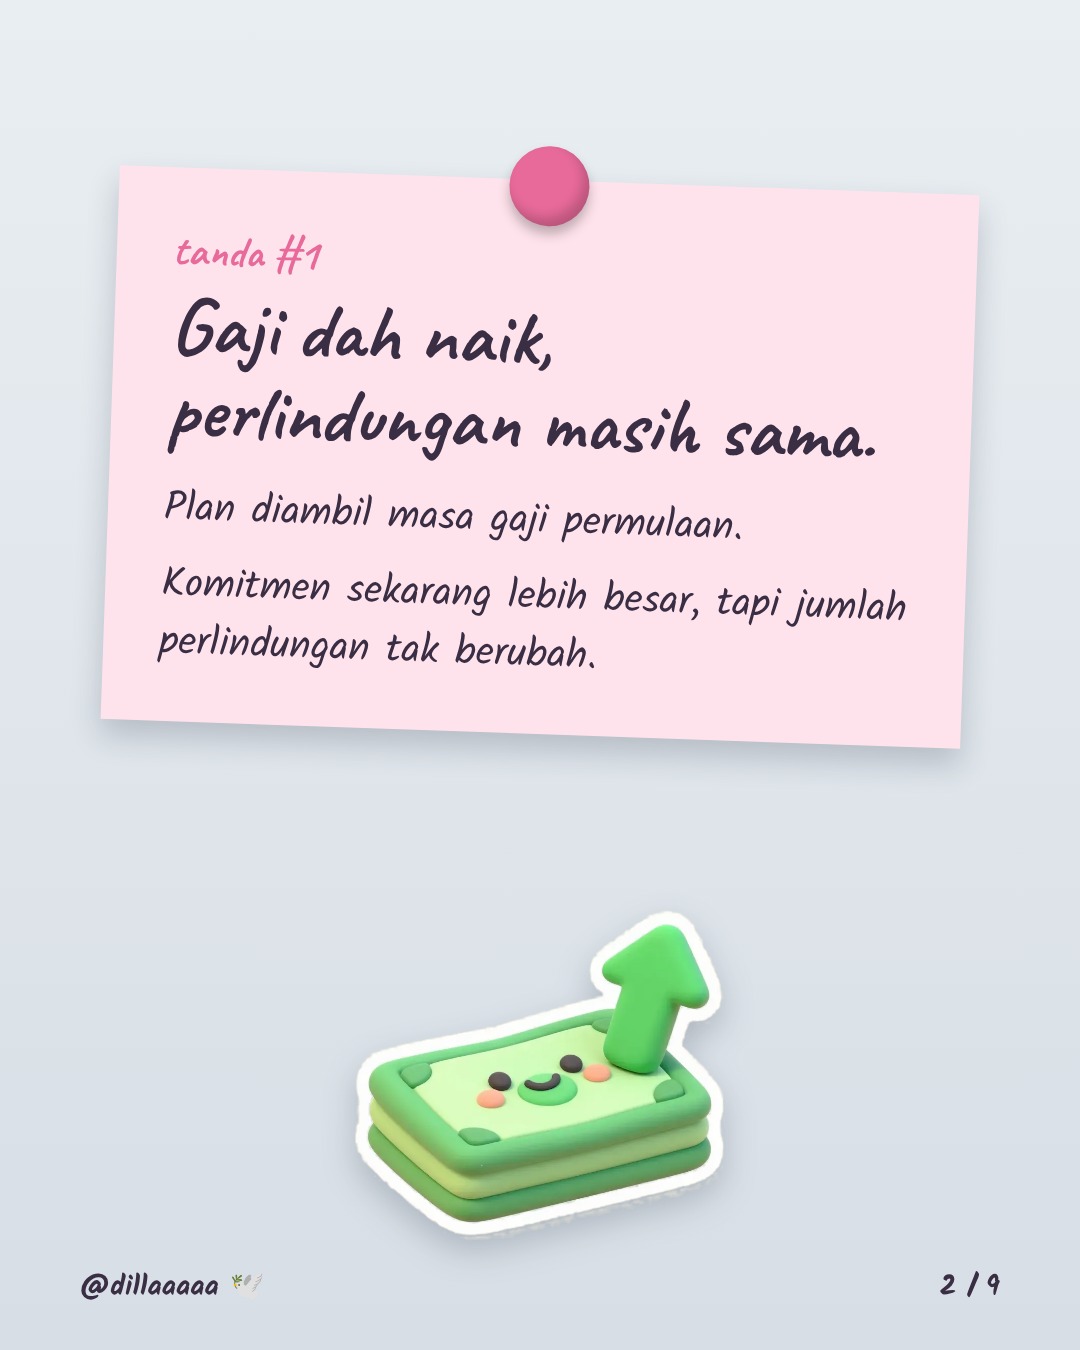 tanda #1
Gaji dah naik,
perlindungan masih sama.
Plan diambil masa gaji permulaan.
Komitmen sekarang lebih besar, tapi jumlah
perlindungan tak berubah.
@dillaaaaa 🕊️
2 / 9